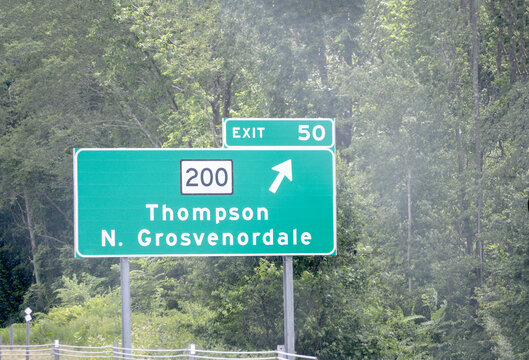 EXIT 50
200
Thompson
N. Grosvenordale